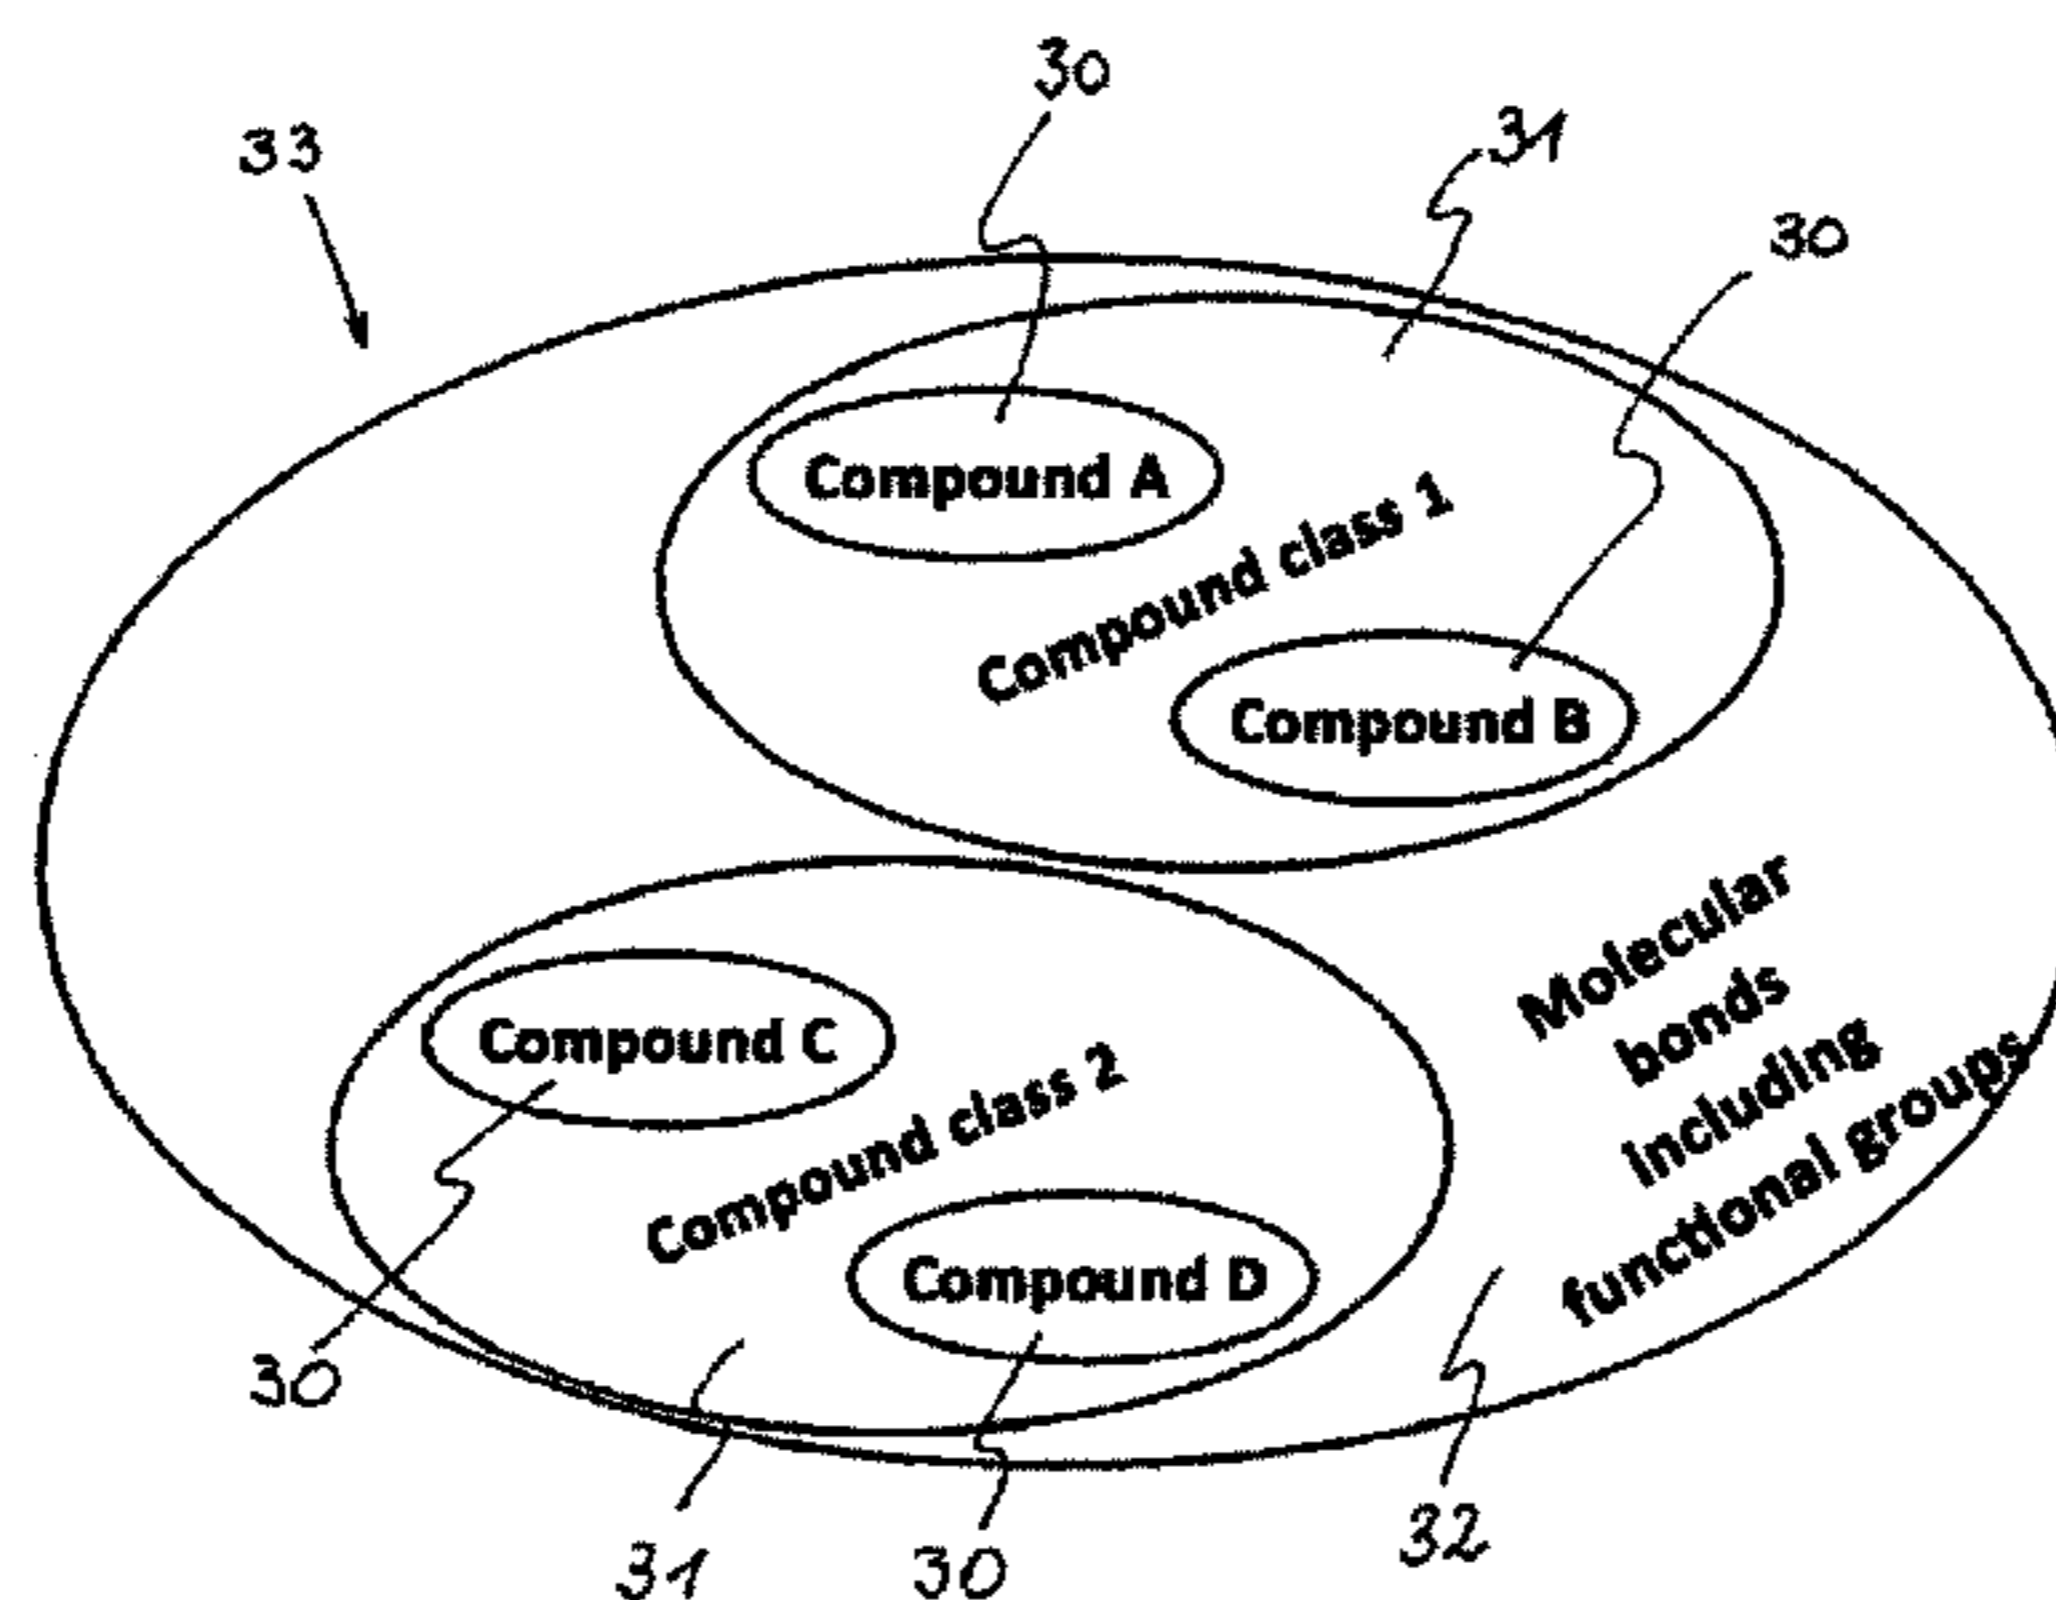 30
33
31
30
Compound A
Compound class 1
Compound B
Molecular
bonds
including
functional groups
Compound C
Compound class 2
Compound D
30
31
30
32